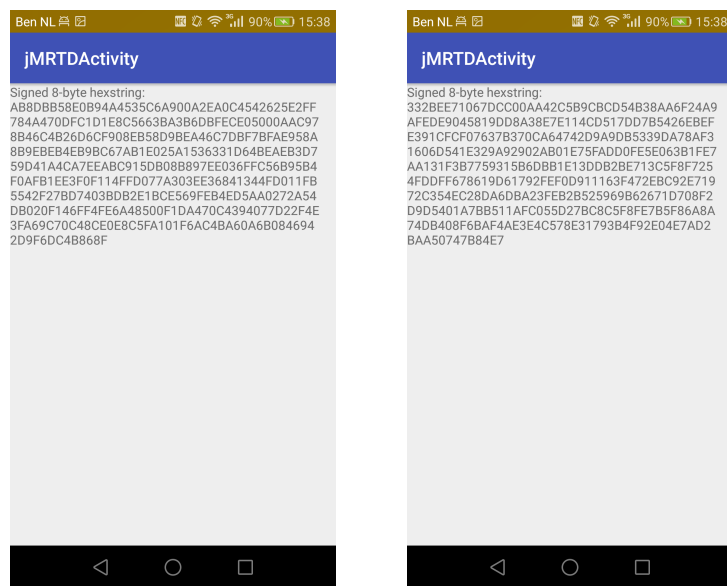 Ben NL 3G 90% 15:38
jMRTDActivity
Signed 8-byte hexstring:
AB8DBB58E0B94A4535C6A900A2EA0C4542625E2FF
784A470DFC1D1E8C5663BA3B6DBFECE05000AAC97
8B46C4B26D6CF908EB58D9BEA46C7DBF7BFAE958A
8B9EBEB4EB9BC67AB1E025A1536331D64BEAEB3D7
59D41A4CA7EEABC915DB08B897EE036FFC56B95B4
F0AFB1EE3F0F114FFD077A303EE36841344FD011FB
5542F27BD7403BDB2E1BCE569FEB4ED5AA0272A54
DB020F146FF4FE6A48500F1DA470C4394077D22F4E
3FA69C70C48CE0E8C5FA101F6AC4BA60A6B084694
2D9F6DC4B868F
Ben NL 3G 90% 15:38
jMRTDActivity
Signed 8-byte hexstring:
332BEE71067DCC00AA42C5B9CBCD54B38AA6F24A9
AFEDE9045819DD8A38E7E114CD517DD7B5426EBEF
E391CFCF07637B370CA64742D9A9DB5339DA78AF3
1606D541E329A92902AB01E75FADD0FE5E063B1FE7
AA131F3B7759315B6DBB1E13DDB2BE713C5F8F725
4FDDFF678619D61792FEF0D911163F472EBC92E719
72C354EC28DA6DBA23FEB2B525969B62671D708F2
D9D5401A7BB511AFC055D27BC8C5F8FE7B5F86A8A
74DB408F6BAF4AE3E4C578E31793B4F92E04E7AD2
BAA50747B84E7